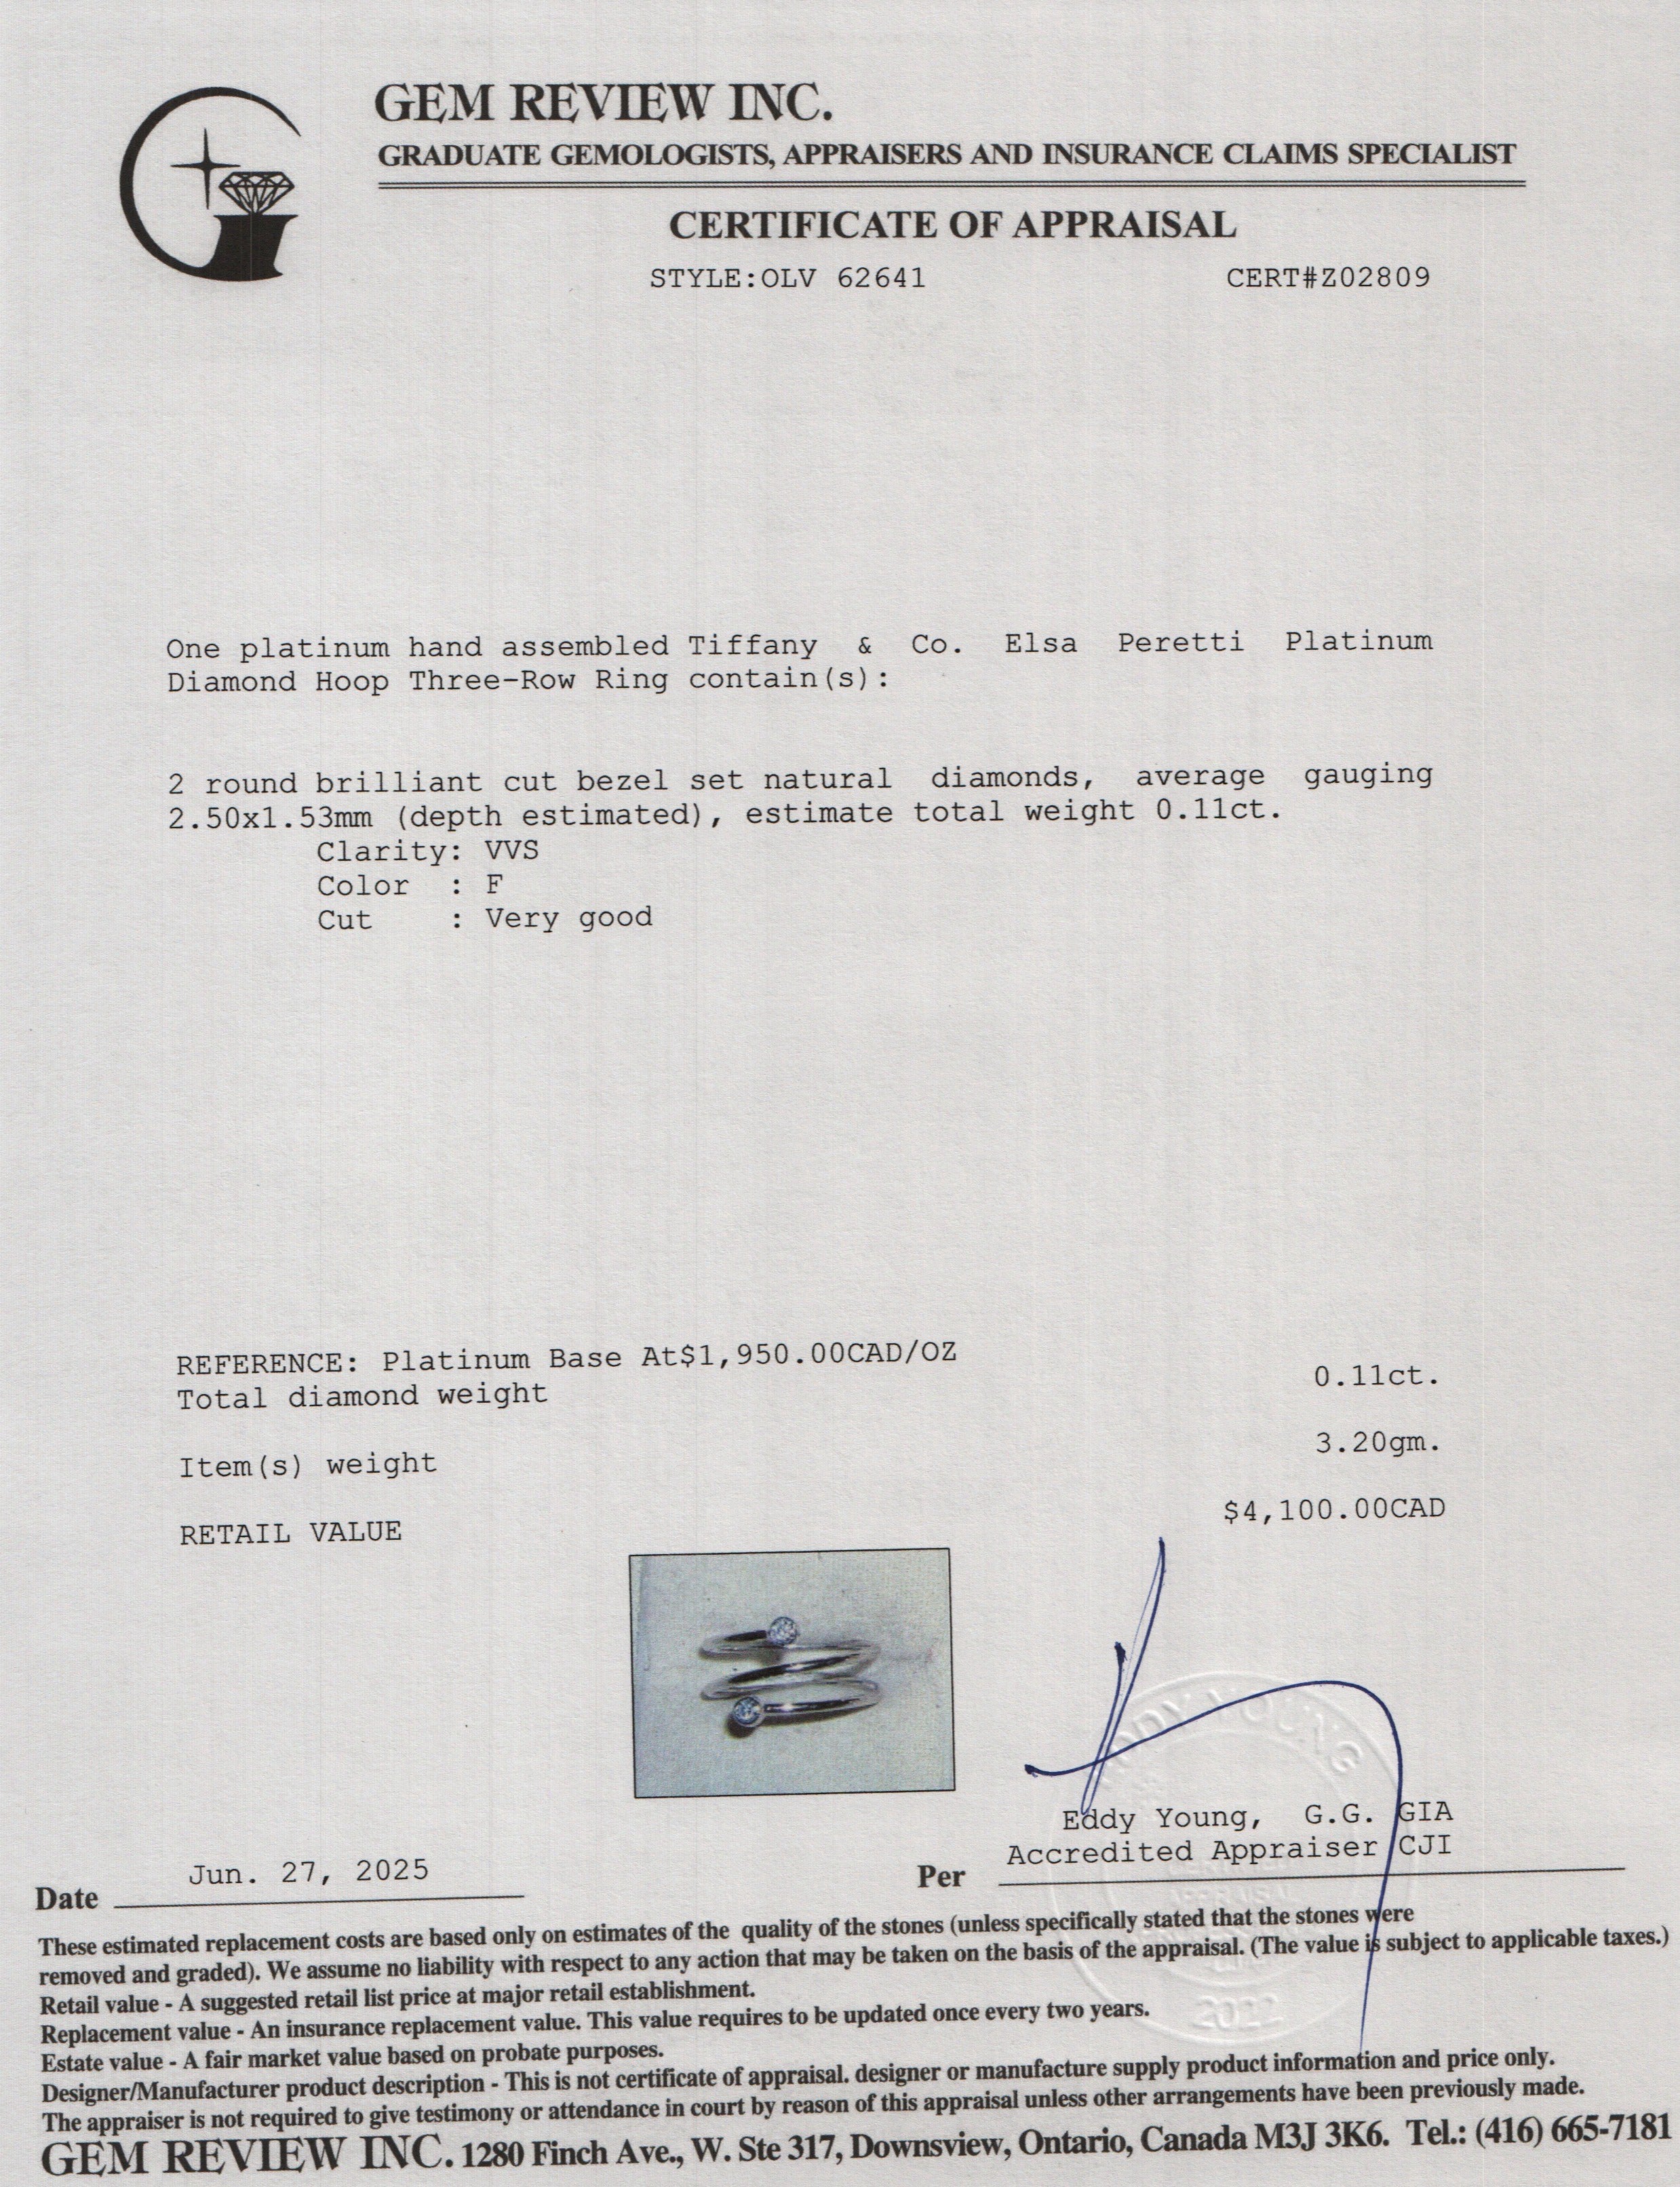 GEM REVIEW INC.
GRADUATE GEMOLOGISTS, APPRAISERS AND INSURANCE CLAIMS SPECIALIST
CERTIFICATE OF APPRAISAL
STYLE:OLV 62641 CERT#Z02809
One platinum hand assembled Tiffany & Co. Elsa Peretti Platinum
Diamond Hoop Three-Row Ring contain(s):
2 round brilliant cut bezel set natural diamonds, average gauging
2.50x1.53mm (depth estimated), estimate total weight 0.11ct.
Clarity: VVS
Color : F
Cut : Very good
REFERENCE: Platinum Base At$1,950.00CAD/OZ
Total diamond weight 0.11ct.
Item(s) weight 3.20gm.
RETAIL VALUE $4,100.00CAD
EDDY YOUNG
Eddy Young, G.G. GIA
Accredited Appraiser CJI
Date Jun. 27, 2025 Per
APPRAISAL
2022
These estimated replacement costs are based only on estimates of the quality of the stones (unless specifically stated that the stones were
removed and graded). We assume no liability with respect to any action that may be taken on the basis of the appraisal. (The value is subject to applicable taxes.)
Retail value - A suggested retail list price at major retail establishment.
Replacement value - An insurance replacement value. This value requires to be updated once every two years.
Estate value - A fair market value based on probate purposes.
Designer/Manufacturer product description - This is not certificate of appraisal. designer or manufacture supply product information and price only.
The appraiser is not required to give testimony or attendance in court by reason of this appraisal unless other arrangements have been previously made.
GEM REVIEW INC. 1280 Finch Ave., W. Ste 317, Downsview, Ontario, Canada M3J 3K6. Tel.: (416) 665-7181